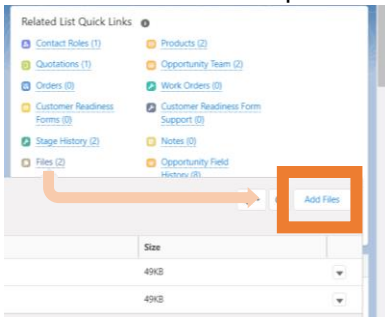 Related List Quick Links
Contact Roles (1)
Products (2)
Quotations (1)
Opportunity Team (2)
Orders (0)
Work Orders (0)
Customer Readiness
Forms (0)
Customer Readiness Form
Support (0)
Stage History (2)
Notes (0)
Files (2)
Opportunity Field
History (8)
Add Files
Size
49KB
49KB